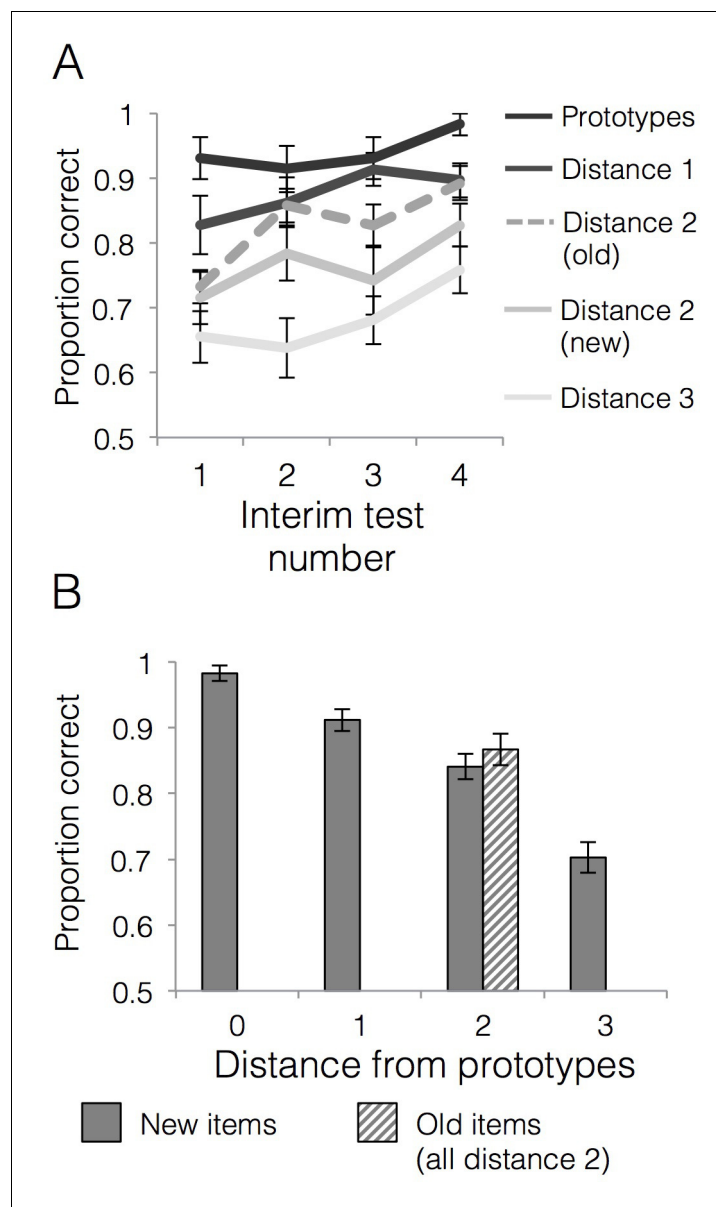 A
Proportion correct
1
0.9
0.8
0.7
0.6
0.5
1 2 3 4
Interim test
number
Prototypes
Distance 1
Distance 2
(old)
Distance 2
(new)
Distance 3
B
Proportion correct
1
0.9
0.8
0.7
0.6
0.5
0 1 2 3
Distance from prototypes
New items
Old items
(all distance 2)